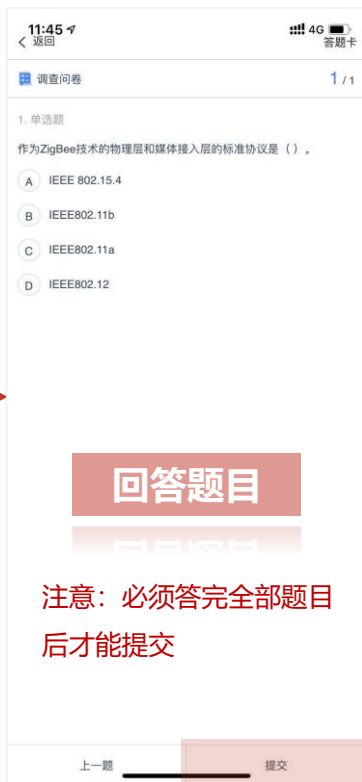 11:45
4G
返回
答题卡
调查问卷
1 / 1
1. 单选题
作为ZigBee技术的物理层和媒体接入层的标准协议是（ ）。
A IEEE 802.15.4
B IEEE802.11b
C IEEE802.11a
D IEEE802.12
回答题目
注意：必须答完全部题目
后才能提交
上一题
提交